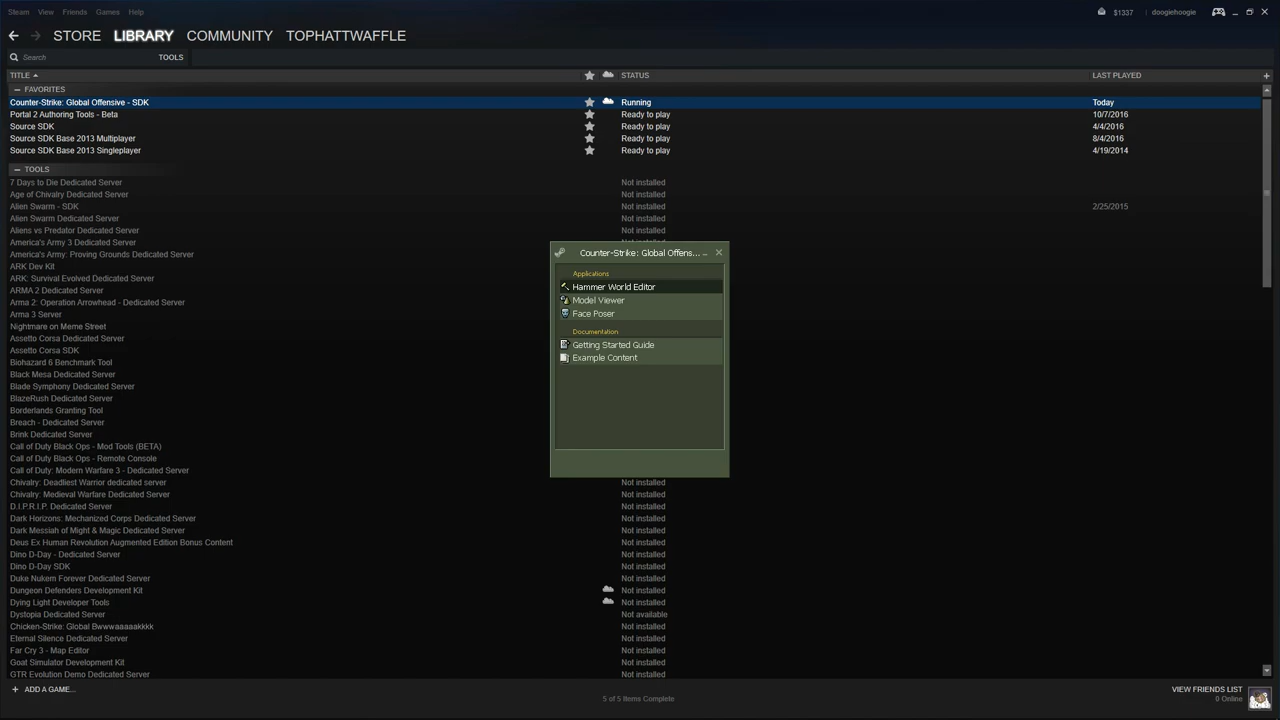 Steam View Friends Games Help $1337 doogiehoogie
STORE LIBRARY COMMUNITY TOPHATTWAFFLE
Search TOOLS
TITLE STATUS LAST PLAYED
FAVORITES
Counter-Strike: Global Offensive - SDK Running Today
Portal 2 Authoring Tools - Beta Ready to play 10/7/2016
Source SDK Ready to play 4/4/2016
Source SDK Base 2013 Multiplayer Ready to play 8/4/2016
Source SDK Base 2013 Singleplayer Ready to play 4/19/2014
TOOLS
7 Days to Die Dedicated Server Not installed
Age of Chivalry Dedicated Server Not installed
Alien Swarm - SDK Not installed 2/25/2015
Alien Swarm Dedicated Server Not installed
Aliens vs Predator Dedicated Server Not installed
America's Army 3 Dedicated Server Not installed
America's Army: Proving Grounds Dedicated Server
ARK Dev Kit
ARK: Survival Evolved Dedicated Server
ARMA 2 Dedicated Server
Arma 2: Operation Arrowhead - Dedicated Server
Arma 3 Server
Nightmare on Meme Street
Assetto Corsa Dedicated Server
Assetto Corsa SDK
Biohazard 6 Benchmark Tool
Black Mesa Dedicated Server
Blade Symphony Dedicated Server
BlazeRush Dedicated Server
Borderlands Granting Tool
Breach - Dedicated Server
Brink Dedicated Server
Call of Duty Black Ops - Mod Tools (BETA)
Call of Duty Black Ops - Remote Console
Call of Duty: Modern Warfare 3 - Dedicated Server
Chivalry: Deadliest Warrior dedicated server Not installed
Chivalry: Medieval Warfare Dedicated Server Not installed
D.I.P.R.I.P. Dedicated Server Not installed
Dark Horizons: Mechanized Corps Dedicated Server Not installed
Dark Messiah of Might & Magic Dedicated Server Not installed
Deus Ex Human Revolution Augmented Edition Bonus Content Not installed
Dino D-Day - Dedicated Server Not installed
Dino D-Day SDK Not installed
Duke Nukem Forever Dedicated Server Not installed
Dungeon Defenders Development Kit Not installed
Dying Light Developer Tools Not installed
Dystopia Dedicated Server Not available
Chicken-Strike: Global Bwwwaaaaakkkk Not installed
Eternal Silence Dedicated Server Not installed
Far Cry 3 - Map Editor Not installed
Goat Simulator Development Kit Not installed
GTR Evolution Demo Dedicated Server Not installed
Counter-Strike: Global Offens...
Applications
Hammer World Editor
Model Viewer
Face Poser
Documentation
Getting Started Guide
Example Content
ADD A GAME...
5 of 5 Items Complete
VIEW FRIENDS LIST
0 Online